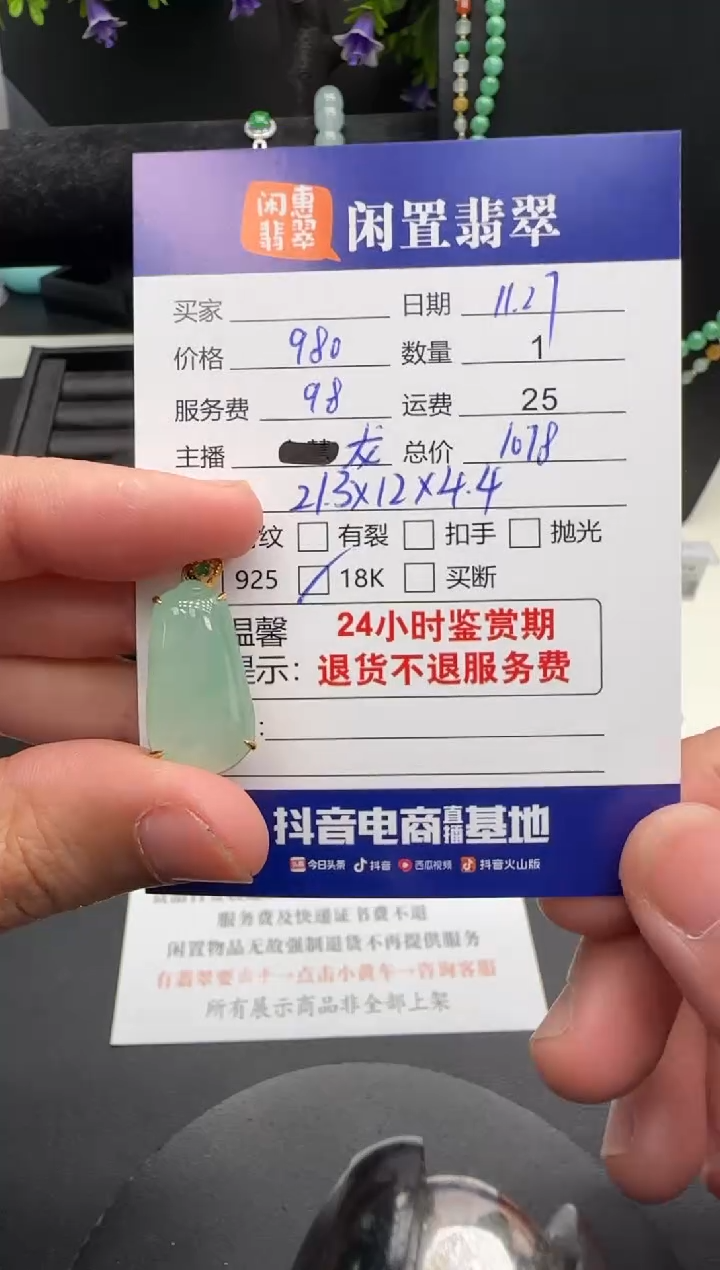 闲惠翡翠 闲置翡翠
买家 日期 11.27
价格 980 数量 1
服务费 98 运费 25
主播 龙 总价 1078
21.3×12×4.4
纹 有裂 扣手 抛光
925 18K 买断
温馨 24小时鉴赏期
提示: 退货不退服务费
:
抖音电商直播基地
今日头条 抖音 西瓜视频 抖音火山版
服务费及快递证书费不退
闲置物品无故强制退货不再提供服务
有翡翠要出手→点击小黄车→咨询客服
所有展示商品非全部上架